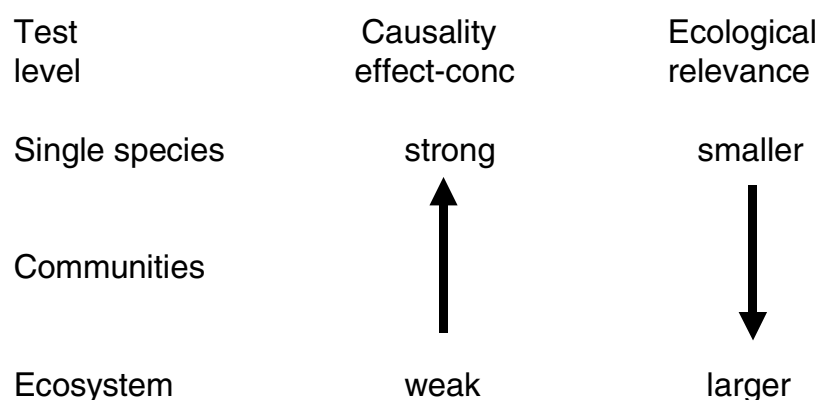 Test Causality Ecological
level effect-conc relevance
Single species strong smaller
Communities
Ecosystem weak larger